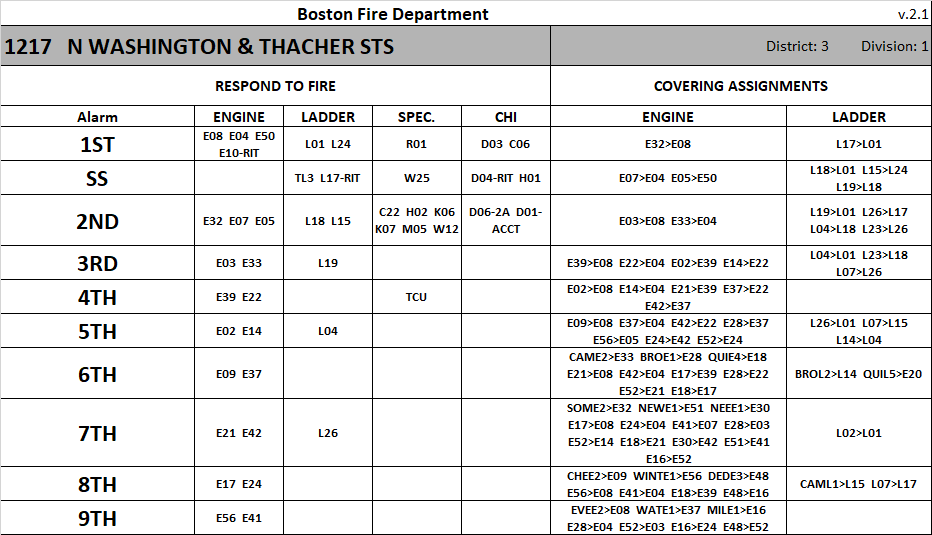 Boston Fire Department v.2.1
1217 N WASHINGTON & THACHER STS District: 3 Division: 1
RESPOND TO FIRE COVERING ASSIGNMENTS
Alarm ENGINE LADDER SPEC. CHI ENGINE LADDER
1ST
E08 E04 E50
E10-RIT
L01 L24
R01
D03 C06
E32>E08
L17>L01
SS
TL3 L17-RIT
W25
D04-RIT H01
E07>E04 E05>E50
L18>L01 L15>L24
L19>L18
2ND
E32 E07 E05
L18 L15
C22 H02 K06
K07 M05 W12
D06-2A D01-
ACCT
E03>E08 E33>E04
L19>L01 L26>L17
L04>L18 L23>L26
3RD
E03 E33
L19
E39>E08 E22>E04 E02>E39 E14>E22
L04>L01 L23>L18
L07>L26
4TH
E39 E22
TCU
E02>E08 E14>E04 E21>E39 E37>E22
E42>E37
5TH
E02 E14
L04
E09>E08 E37>E04 E42>E22 E28>E37
E56>E05 E24>E42 E52>E24
L26>L01 L07>L15
L14>L04
6TH
E09 E37
CAME2>E33 BROE1>E28 QUIE4>E18
E21>E08 E42>E04 E17>E39 E28>E22
E52>E21 E18>E17
BROL2>L14 QUIL5>E20
7TH
E21 E42
L26
SOME2>E32 NEWE1>E51 NEEE1>E30
E17>E08 E24>E04 E41>E07 E28>E03
E52>E14 E18>E21 E30>E42 E51>E41
E16>E52
L02>L01
8TH
E17 E24
CHEE2>E09 WINTE1>E56 DEDE3>E48
E56>E08 E41>E04 E18>E39 E48>E16
CAML1>L15 L07>L17
9TH
E56 E41
EVEE2>E08 WATE1>E37 MILE1>E16
E28>E04 E52>E03 E16>E24 E48>E52